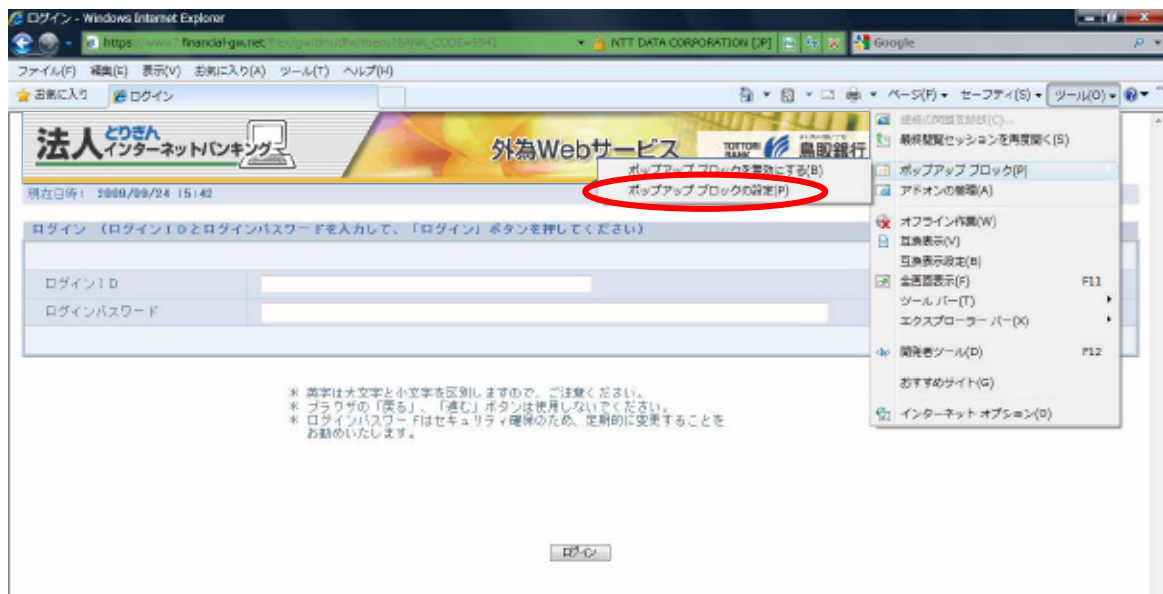 ログイン - Windows Internet Explorer
https://www7.financial-gw.net/
NTT DATA CORPORATION [JP]
Google
ファイル(F) 編集(E) 表示(V) お気に入り(A) ツール(T) ヘルプ(H)
お気に入り ログイン
ページ(P) セーフティ(S) ツール(O)
法人 とりぎん インターネットバンキング
外為Webサービス
TOTTORI BANK 鳥取銀行
現在日時: 2009/09/24 15:42
ログイン (ログインIDとログインパスワードを入力して、「ログイン」ボタンを押してください)
ログインID
ログインパスワード
* 英字は大文字と小文字を区別しますので、ご注意ください。
* ブラウザの「戻る」、「進む」ボタンは使用しないでください。
* ログインパスワードはセキュリティ確保のため、定期的に変更することを
お勧めいたします。
ログイン
接続の問題を診断(C)...
最終閲覧セッションを再度開く(S)
ポップアップ ブロック(P)
ポップアップ ブロックを無効にする(B)
ポップアップ ブロックの設定(P)
アドオンの管理(A)
オフライン作業(W)
互換表示(V)
互換表示設定(B)
全画面表示(F) F11
ツール バー(T)
エクスプローラー バー(X)
開発者ツール(D) F12
おすすめサイト(G)
インターネット オプション(O)